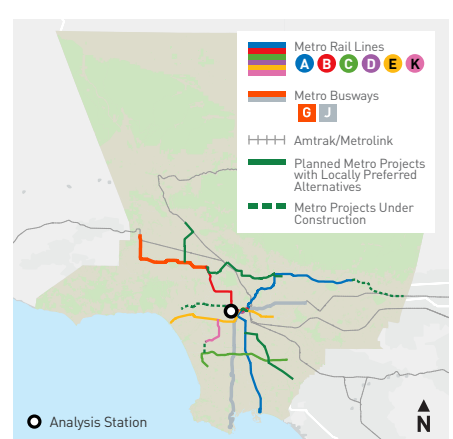 Metro Rail Lines
A B C D E K
Metro Busways
G J
Amtrak/Metrolink
Planned Metro Projects
with Locally Preferred
Alternatives
Metro Projects Under
Construction
Analysis Station
N